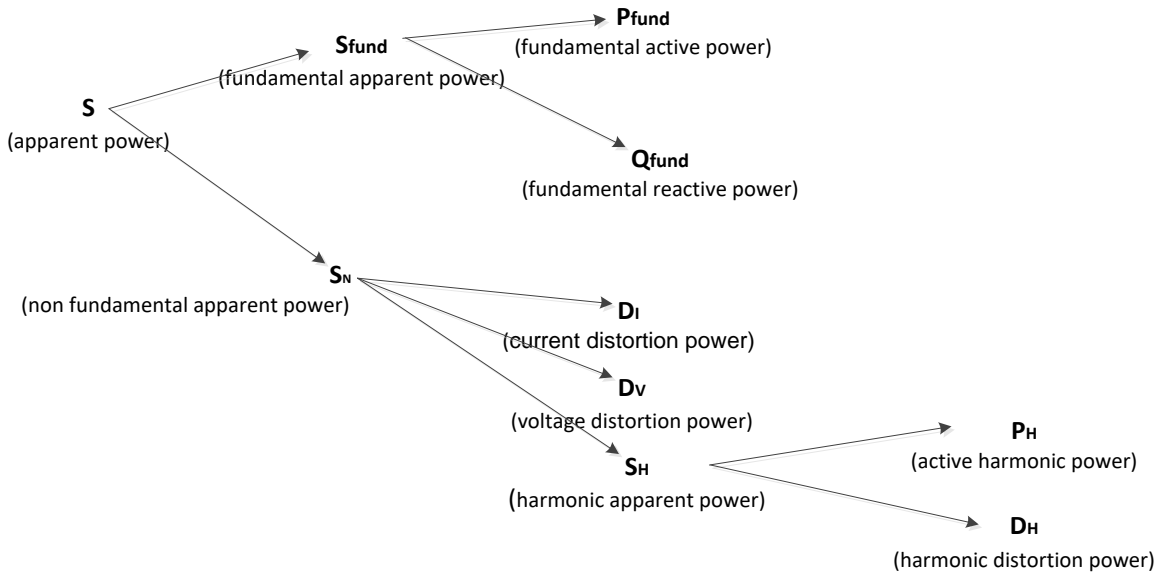 Pfund
(fundamental active power)
Sfund
(fundamental apparent power)
S
(apparent power)
Qfund
(fundamental reactive power)
SN
(non fundamental apparent power)
DI
(current distortion power)
DV
(voltage distortion power)
SH
(harmonic apparent power)
PH
(active harmonic power)
DH
(harmonic distortion power)